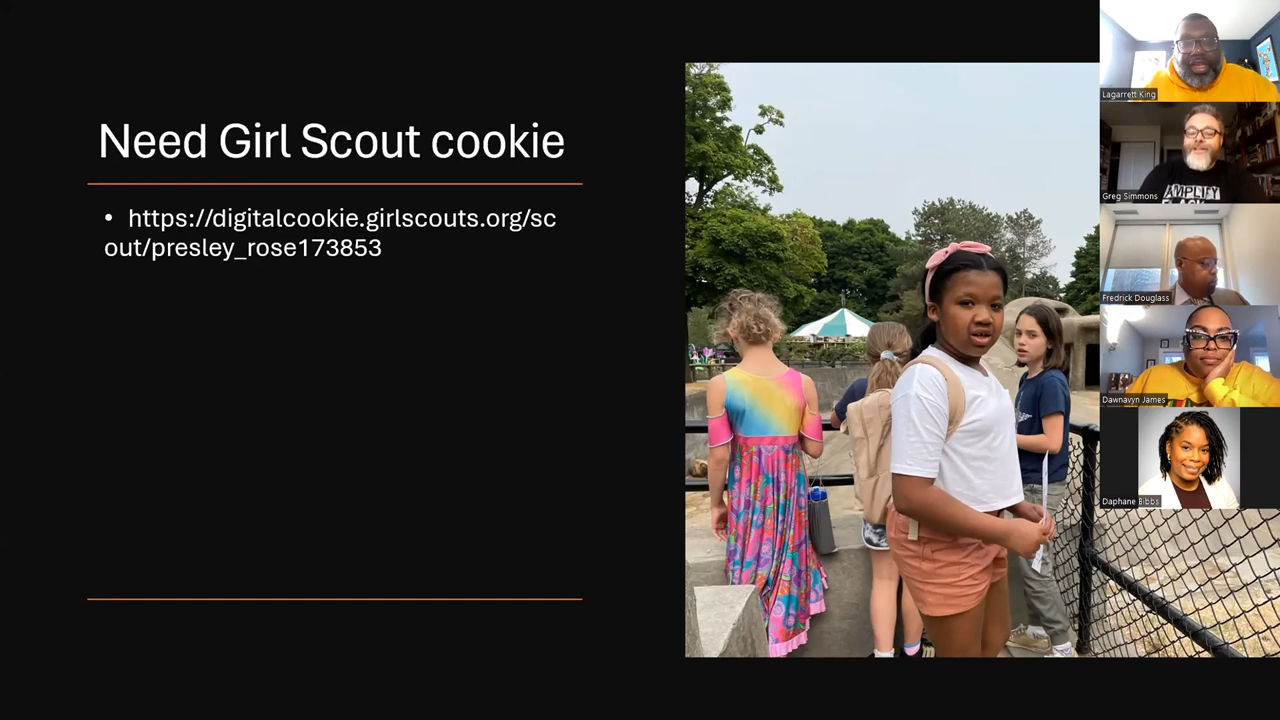 Need Girl Scout cookie
• https://digitalcookie.girlscouts.org/sc
out/presley_rose173853
Lagarrett King
Greg Simmons
AMPLIFY
Fredrick Douglass
Dawnavyn James
Daphane Bibbs